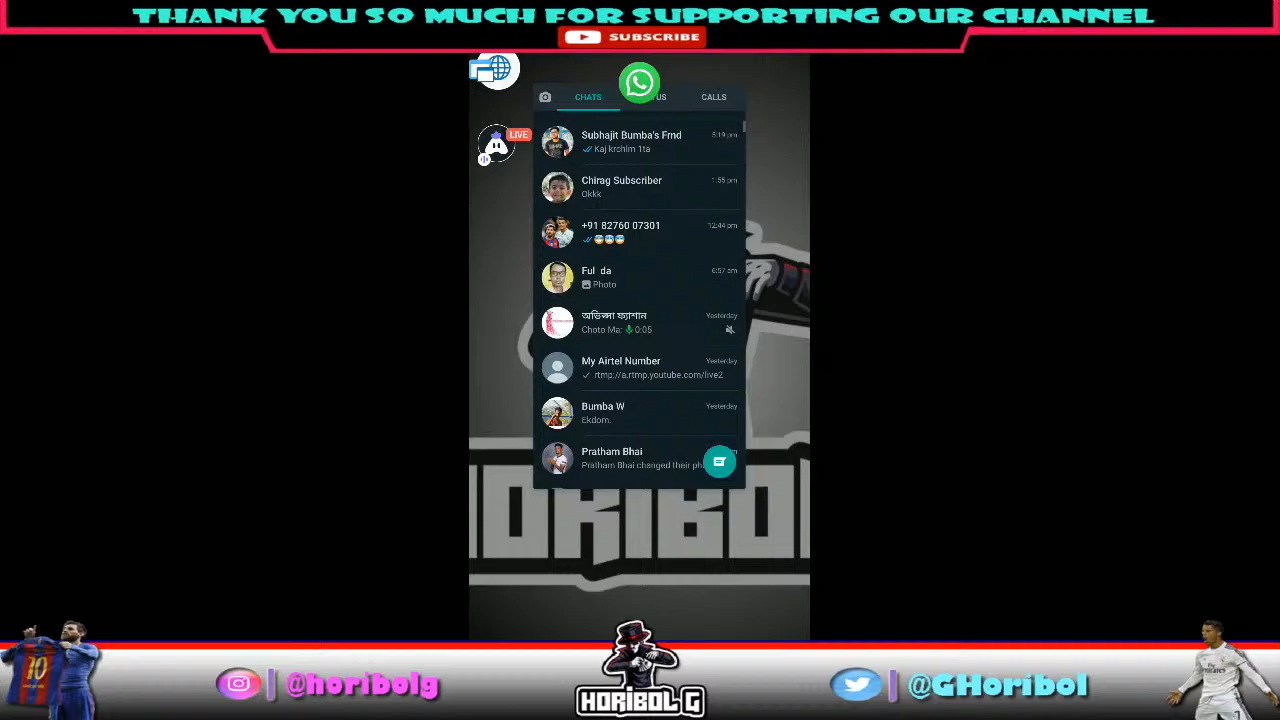 THANK YOU SO MUCH FOR SUPPORTING OUR CHANNEL
SUBSCRIBE
CHATS
CALLS
LIVE
Subhajit Bumba's Frnd
5:19 pm
Kaj krchlm 1ta
Chirag Subscriber
1:55 pm
Okkk
+91 82760 07301
12:44 pm
Ful da
6:57 am
Photo
অভিপ্সা ফ্যাশান
Yesterday
Choto Ma: 0:05
My Airtel Number
Yesterday
rtmp://a.rtmp.youtube.com/live2
Bumba W
Yesterday
Ekdom.
Pratham Bhai
Pratham Bhai changed their
HORIBOL
10
@horibolg
HORIBOL G
@GHoribol